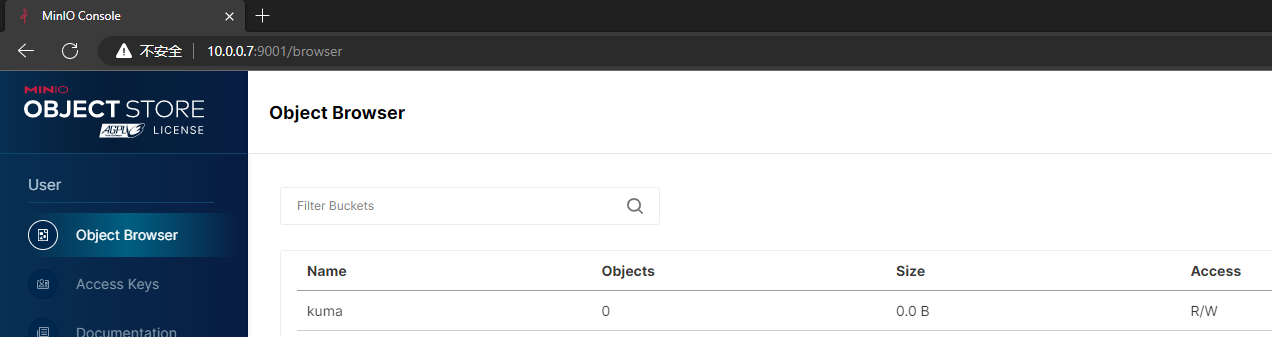 MinIO Console
不安全 10.0.0.7:9001/browser
MINIO
OBJECT STORE
AGPLv3 LICENSE
Object Browser
User
Filter Buckets
Object Browser
Access Keys
Documentation
Name Objects Size Access
kuma 0 0.0 B R/W